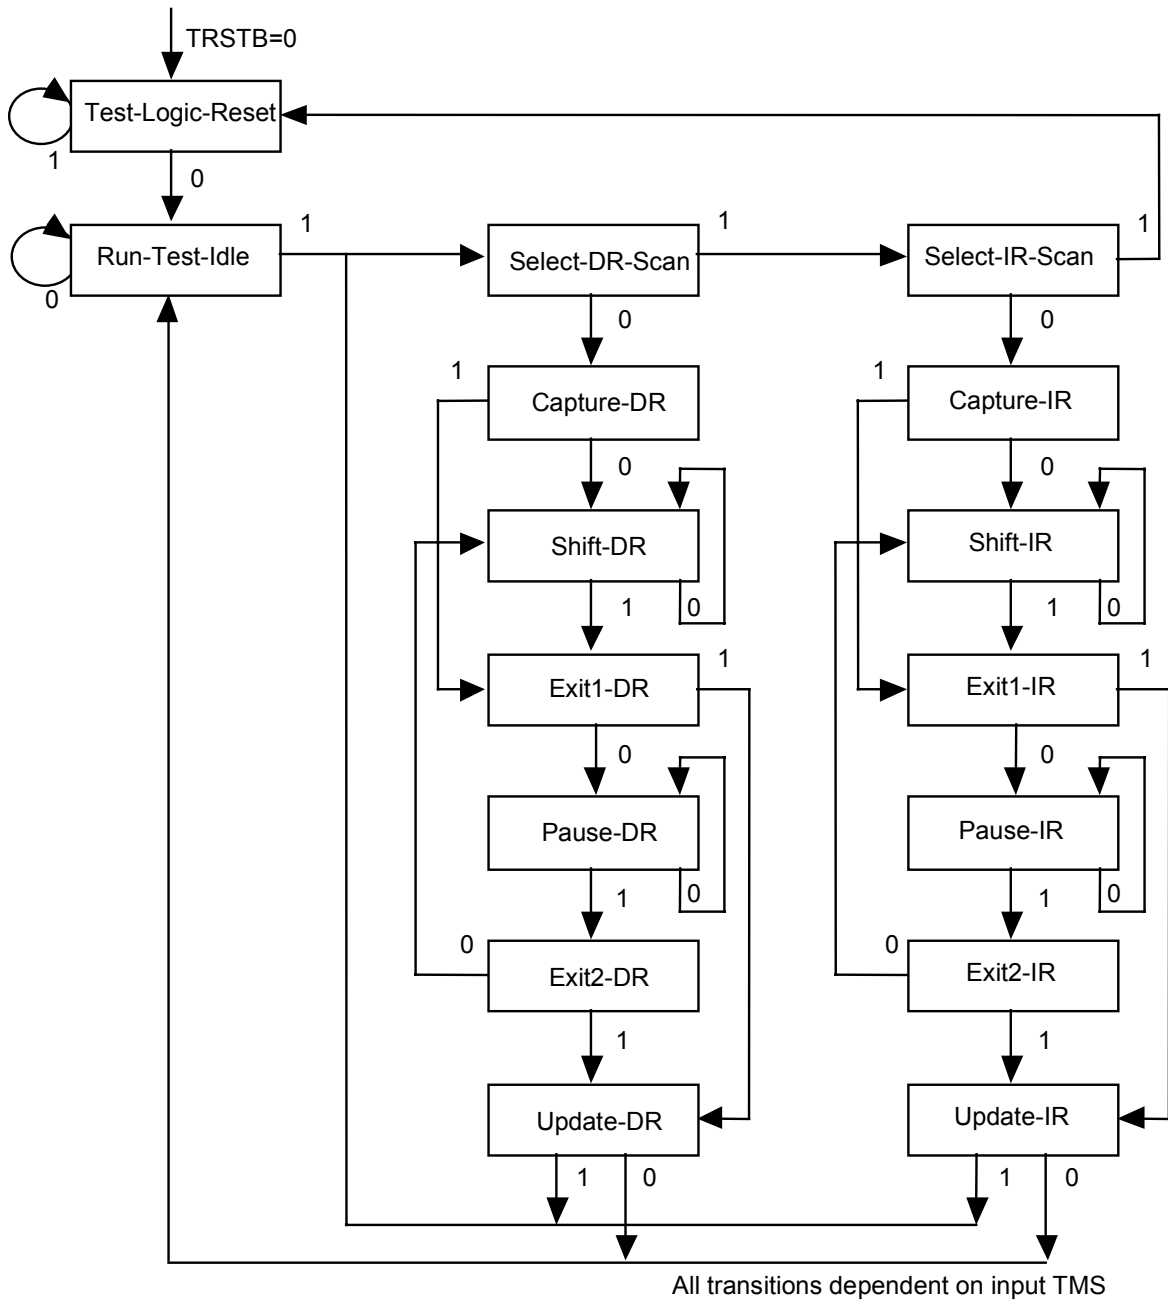 TRSTB=0
Test-Logic-Reset
1
0
1
1
1
Run-Test-Idle
Select-DR-Scan
Select-IR-Scan
0
0
0
1
1
Capture-DR
Capture-IR
0
0
Shift-DR
Shift-IR
1
0
1
0
1
1
Exit1-DR
Exit1-IR
0
0
Pause-DR
Pause-IR
1
0
1
0
0
0
Exit2-DR
Exit2-IR
1
1
Update-DR
Update-IR
1
0
1
0
All transitions dependent on input TMS